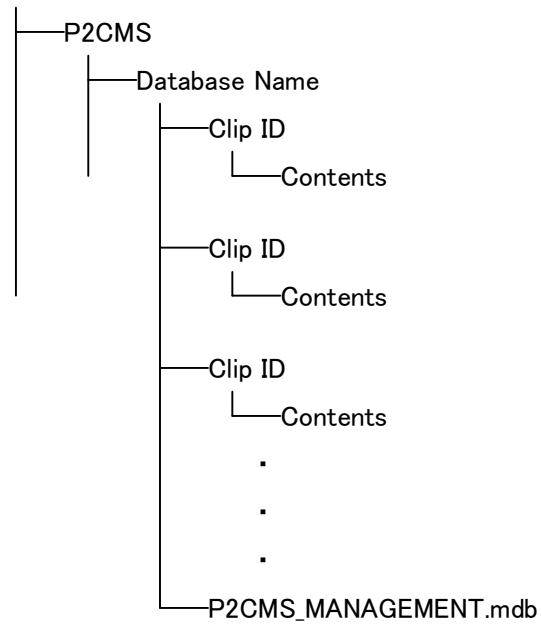 P2CMS
Database Name
Clip ID
Contents
Clip ID
Contents
Clip ID
Contents
.
.
.
P2CMS_MANAGEMENT.mdb